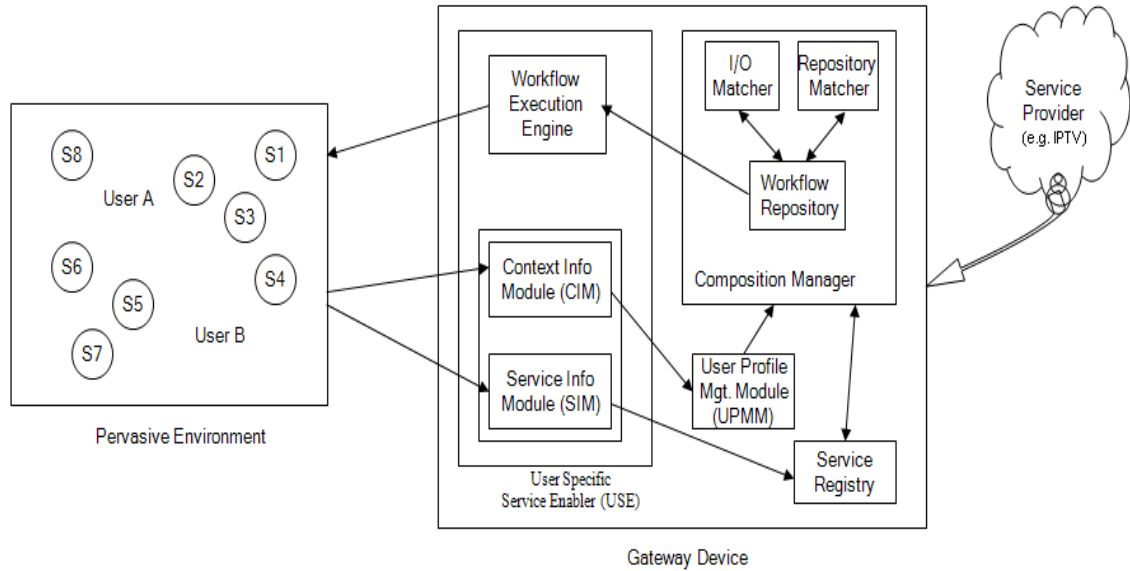 S8
S1
S2
User A
S3
S6
S4
S5
User B
S7
Pervasive Environment
Workflow
Execution
Engine
Context Info
Module (CIM)
Service Info
Module (SIM)
User Specific
Service Enabler (USE)
I/O
Matcher
Repository
Matcher
Workflow
Repository
Composition Manager
User Profile
Mgt. Module
(UPMM)
Service
Registry
Gateway Device
Service
Provider
(e.g. IPTV)